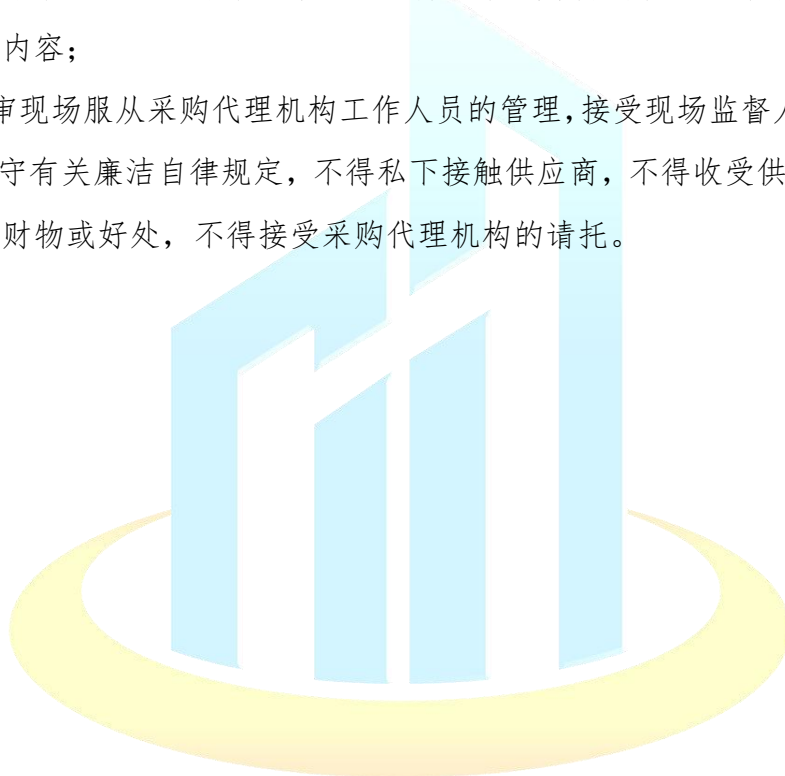 内容；
审现场服从采购代理机构工作人员的管理,接受现场监督
守有关廉洁自律规定，不得私下接触供应商，不得收受供
财物或好处，不得接受采购代理机构的请托。